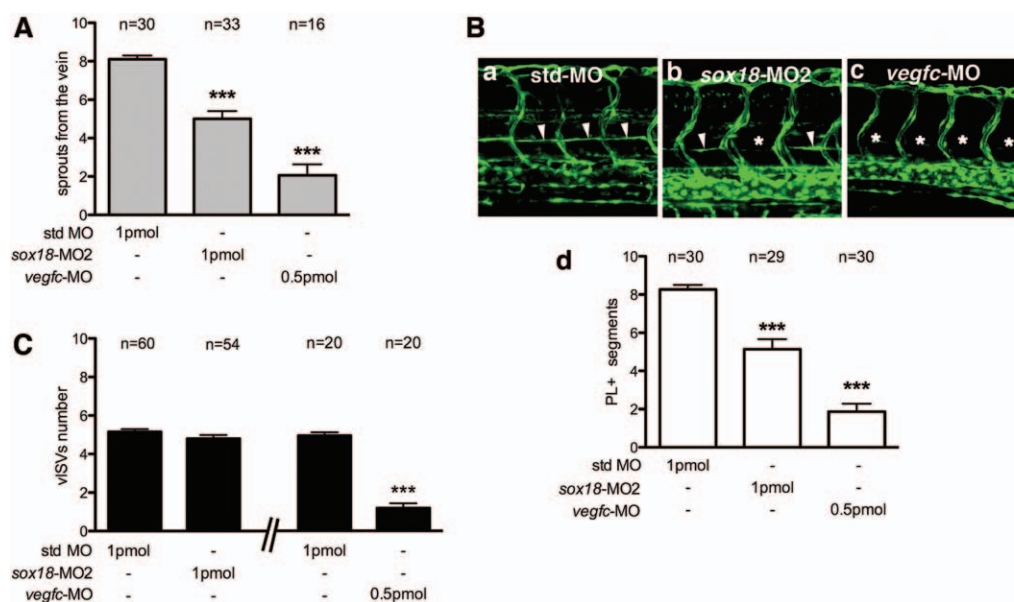 A
n=30 n=33 n=16
sprouts from the vein
10
8
6
4
2
0
***
***
std MO 1pmol - -
sox18-MO2 - 1pmol -
vegfc-MO - - 0.5pmol
B
a std-MO
b sox18-MO2
c vegfc-MO
*
* * * *
d
n=30 n=29 n=30
PL+ segments
10
8
6
4
2
0
***
***
std MO 1pmol - -
sox18-MO2 - 1pmol -
vegfc-MO - - 0.5pmol
C
n=60 n=54 n=20 n=20
vISVs number
10
8
6
4
2
0
***
std MO 1pmol - // 1pmol -
sox18-MO2 - 1pmol - -
vegfc-MO - - - 0.5pmol